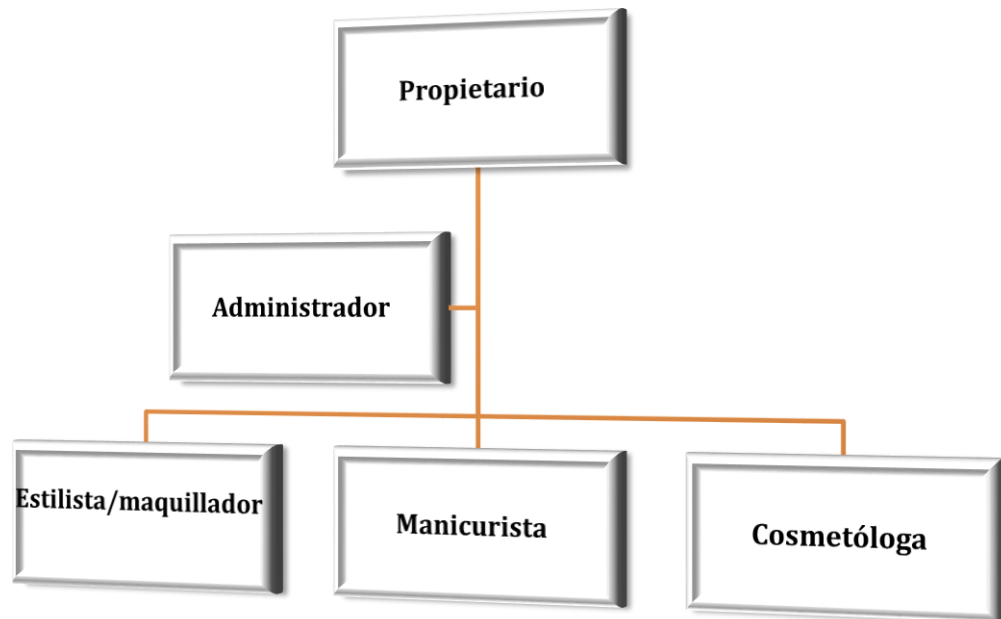 Propietario
Administrador
Estilista/maquillador
Manicurista
Cosmetóloga